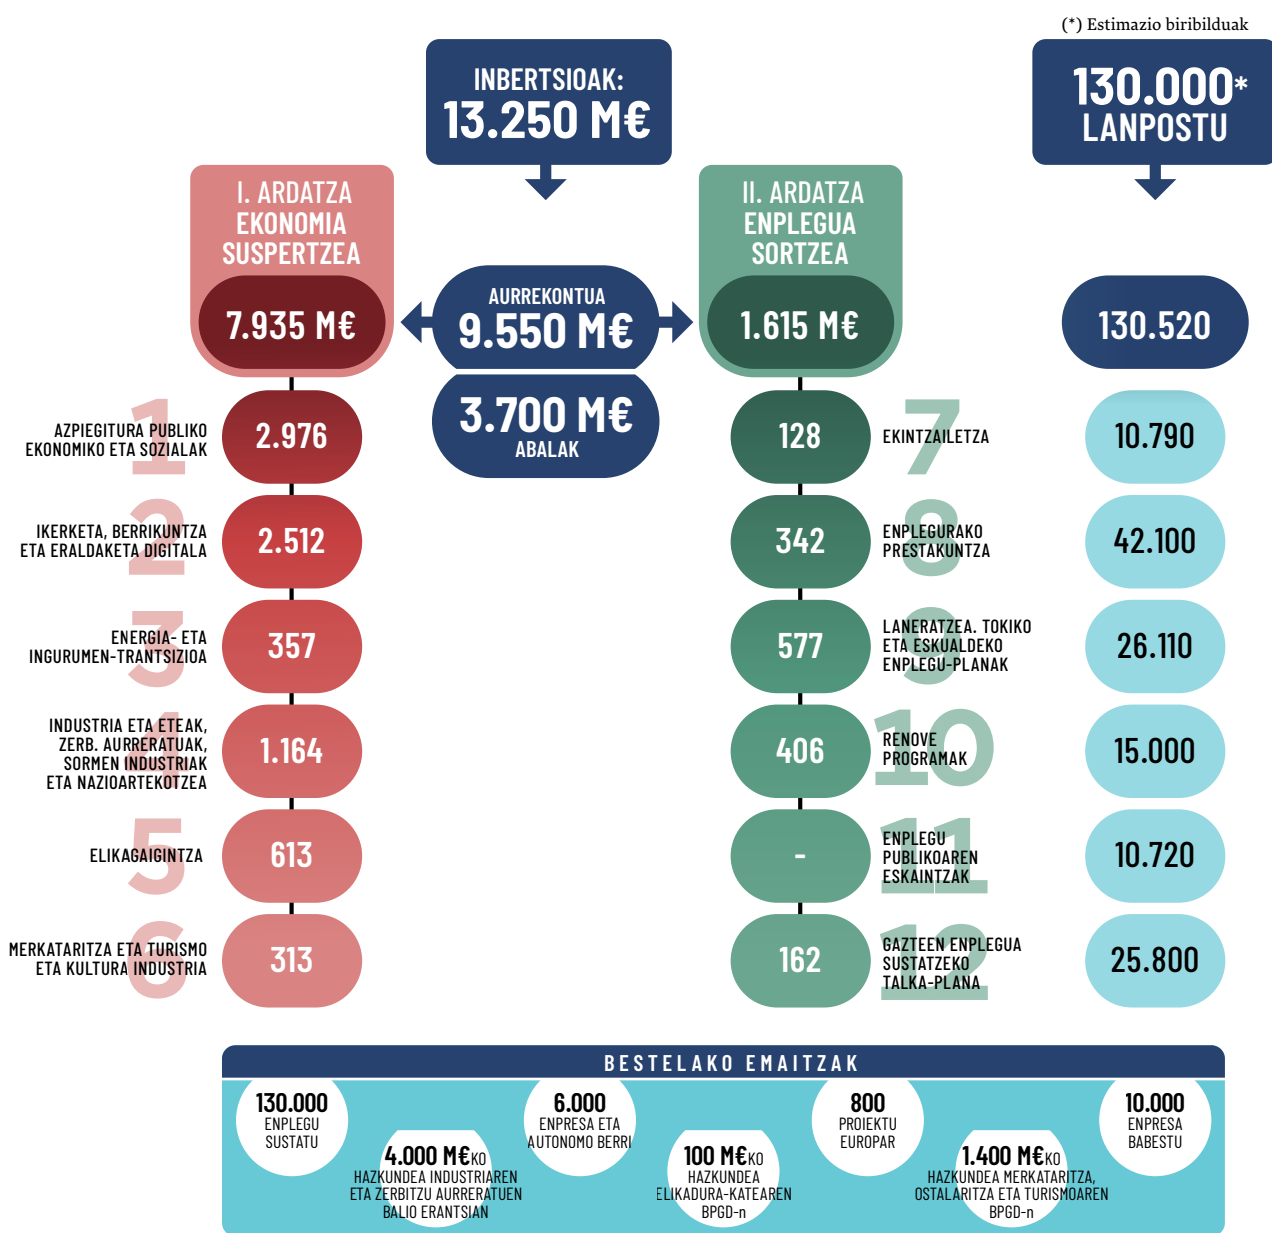 (*) Estimazio biribilduak
INBERTSIOAK:
13.250 M€
130.000*
LANPOSTU
I. ARDATZA
EKONOMIA
SUSPERTZEA
7.935 M€
AURREKONTUA
9.550 M€
3.700 M€
ABALAK
II. ARDATZA
ENPLEGUA
SORTZEA
1.615 M€
130.520
1
AZPIEGITURA PUBLIKO
EKONOMIKO ETA SOZIALAK
2.976
2
IKERKETA, BERRIKUNTZA
ETA ERALDAKETA DIGITALA
2.512
3
ENERGIA- ETA
INGURUMEN-TRANTSIZIOA
357
4
INDUSTRIA ETA ETEAK,
ZERB. AURRERATUAK,
SORMEN INDUSTRIAK
ETA NAZIOARTEKOTZEA
1.164
5
ELIKAGAIGINTZA
613
6
MERKATARITZA ETA TURISMO
ETA KULTURA INDUSTRIA
313
128
7
EKINTZAILETZA
10.790
342
8
ENPLEGURAKO
PRESTAKUNTZA
42.100
577
9
LANERATZEA. TOKIKO
ETA ESKUALDEKO
ENPLEGU-PLANAK
26.110
406
10
RENOVE
PROGRAMAK
15.000
-
11
ENPLEGU
PUBLIKOAREN
ESKAINTZAK
10.720
162
12
GAZTEEN ENPLEGUA
SUSTATZEKO
TALKA-PLANA
25.800
BESTELAKO EMAITZAK
130.000
ENPLEGU
SUSTATU
4.000 M€KO
HAZKUNDEA INDUSTRIAREN
ETA ZERBITZU AURRERATUEN
BALIO ERANTSIAN
6.000
ENPRESA ETA
AUTONOMO BERRI
100 M€KO
HAZKUNDEA
ELIKADURA-KATEAREN
BPGD-n
800
PROIEKTU
EUROPAR
1.400 M€KO
HAZKUNDEA MERKATARITZA,
OSTALARITZA ETA TURISMOAREN
BPGD-n
10.000
ENPRESA
BABESTU